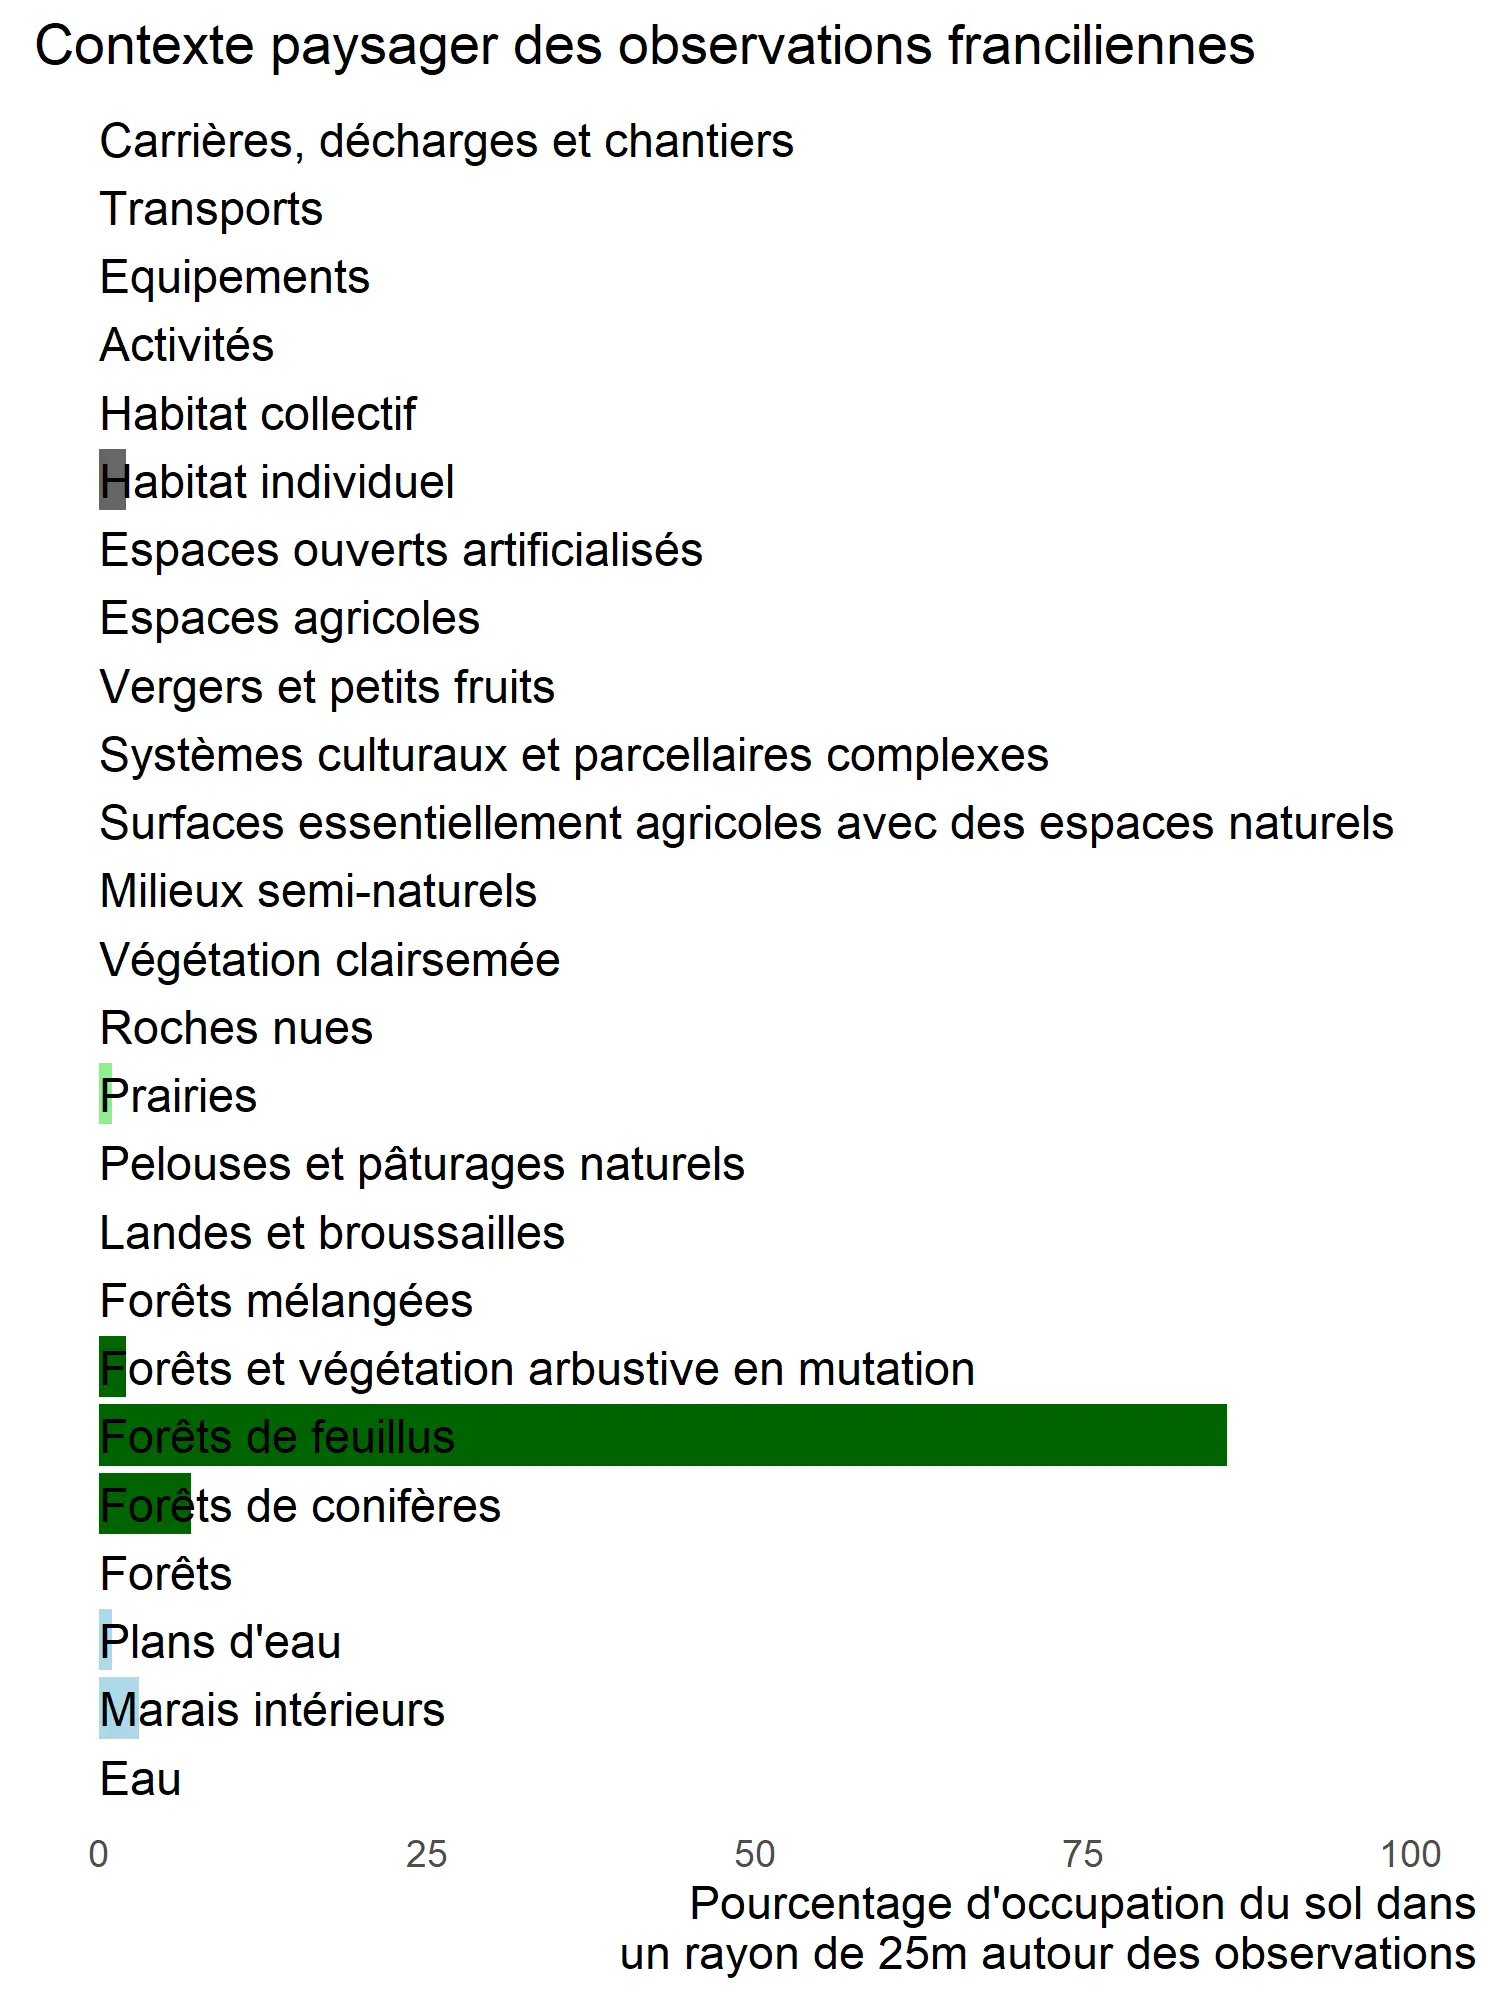 Contexte paysager des observations franciliennes
Carrières, décharges et chantiers
Transports
Equipements
Activités
Habitat collectif
Habitat individuel
Espaces ouverts artificialisés
Espaces agricoles
Vergers et petits fruits
Systèmes culturaux et parcellaires complexes
Surfaces essentiellement agricoles avec des espaces naturels
Milieux semi-naturels
Végétation clairsemée
Roches nues
Prairies
Pelouses et pâturages naturels
Landes et broussailles
Forêts mélangées
Forêts et végétation arbustive en mutation
Forêts de feuillus
Forêts de conifères
Forêts
Plans d'eau
Marais intérieurs
Eau
0 25 50 75 100
Pourcentage d'occupation du sol dans
un rayon de 25m autour des observations